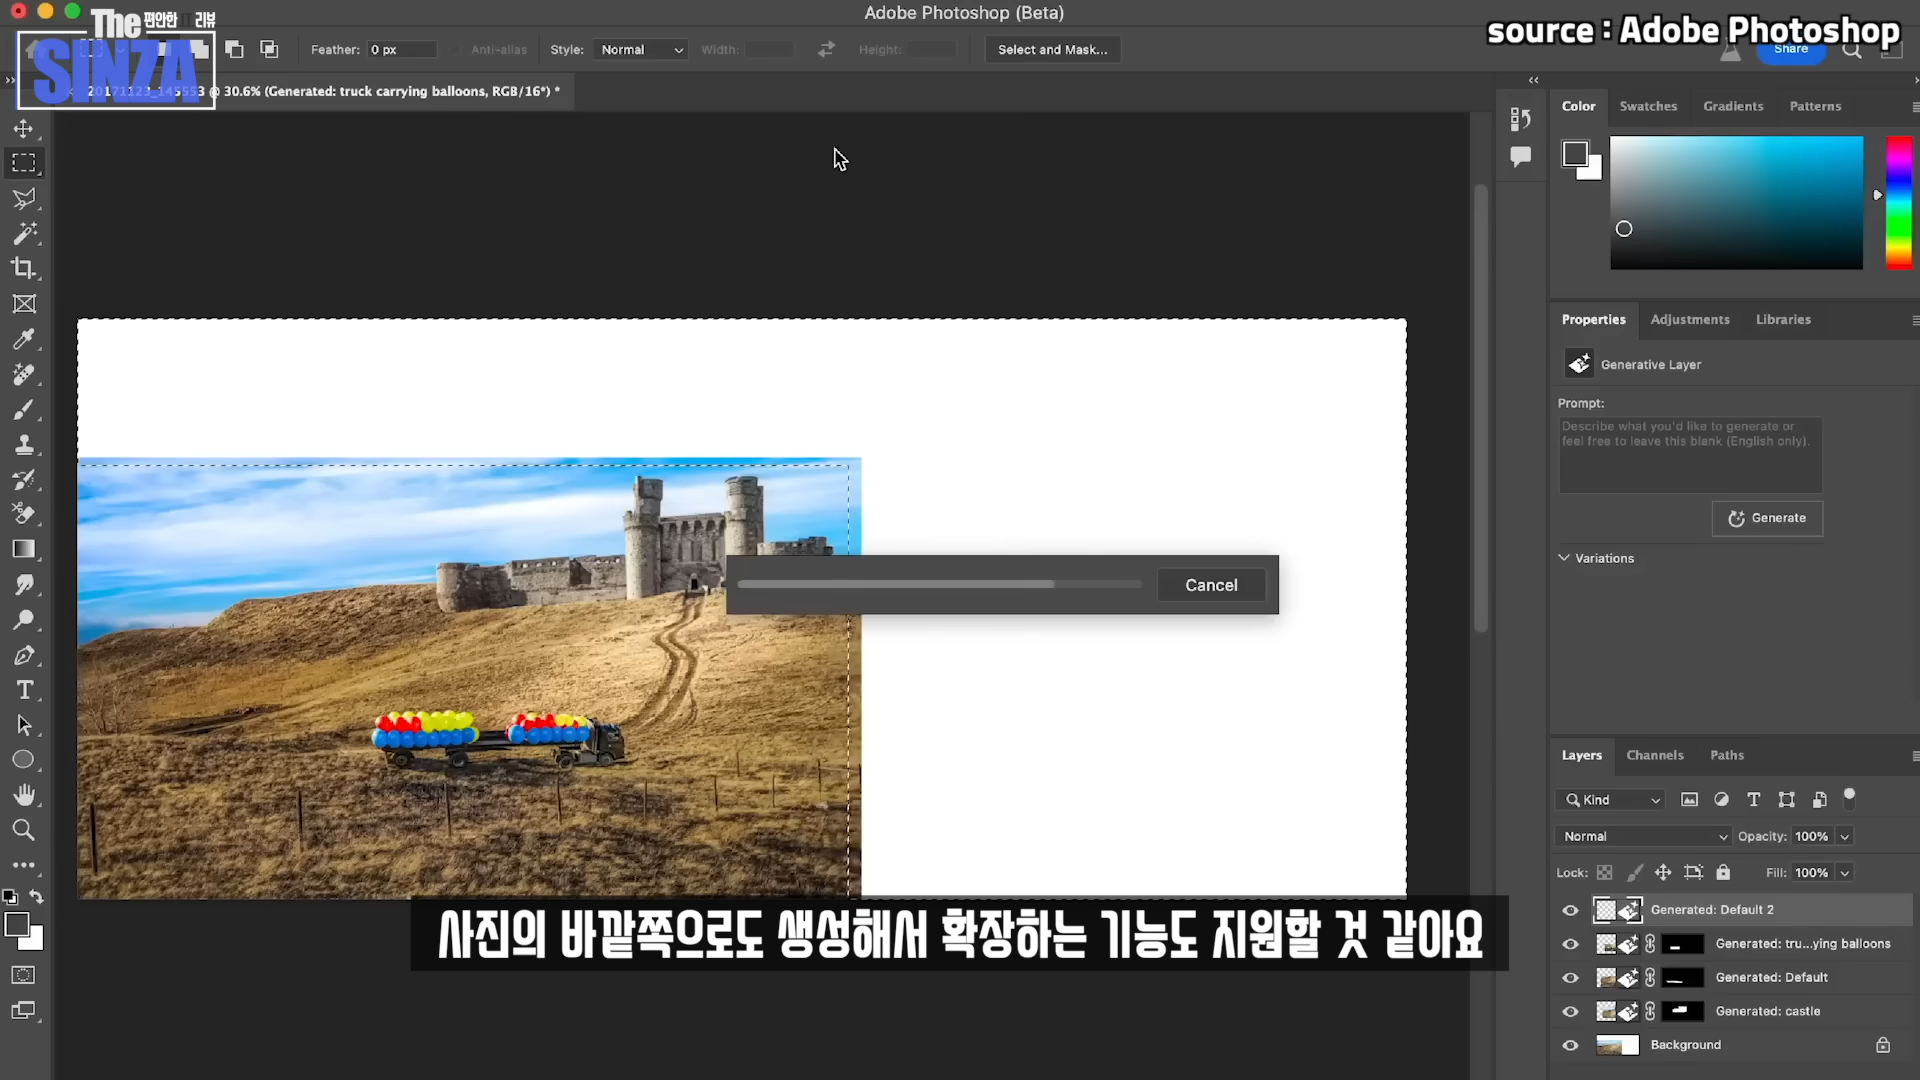 Adobe Photoshop (Beta)
The 편안한 IT 리뷰
SINZA
source : Adobe Photoshop
Feather: 0 px
Anti-alias
Style: Normal
Width:
Height:
Select and Mask...
Share
@ 30.6% (Generated: truck carrying balloons, RGB/16*) *
Color
Swatches
Gradients
Patterns
Properties
Adjustments
Libraries
Generative Layer
Prompt:
Describe what you'd like to generate or
feel free to leave this blank (English only).
Generate
Variations
Cancel
Layers
Channels
Paths
Kind
Normal
Opacity: 100%
Lock:
Fill: 100%
Generated: Default 2
Generated: tru...ying balloons
Generated: Default
Generated: castle
Background
사진의 바깥쪽으로도 생성해서 확장하는 기능도 지원할 것 같아요